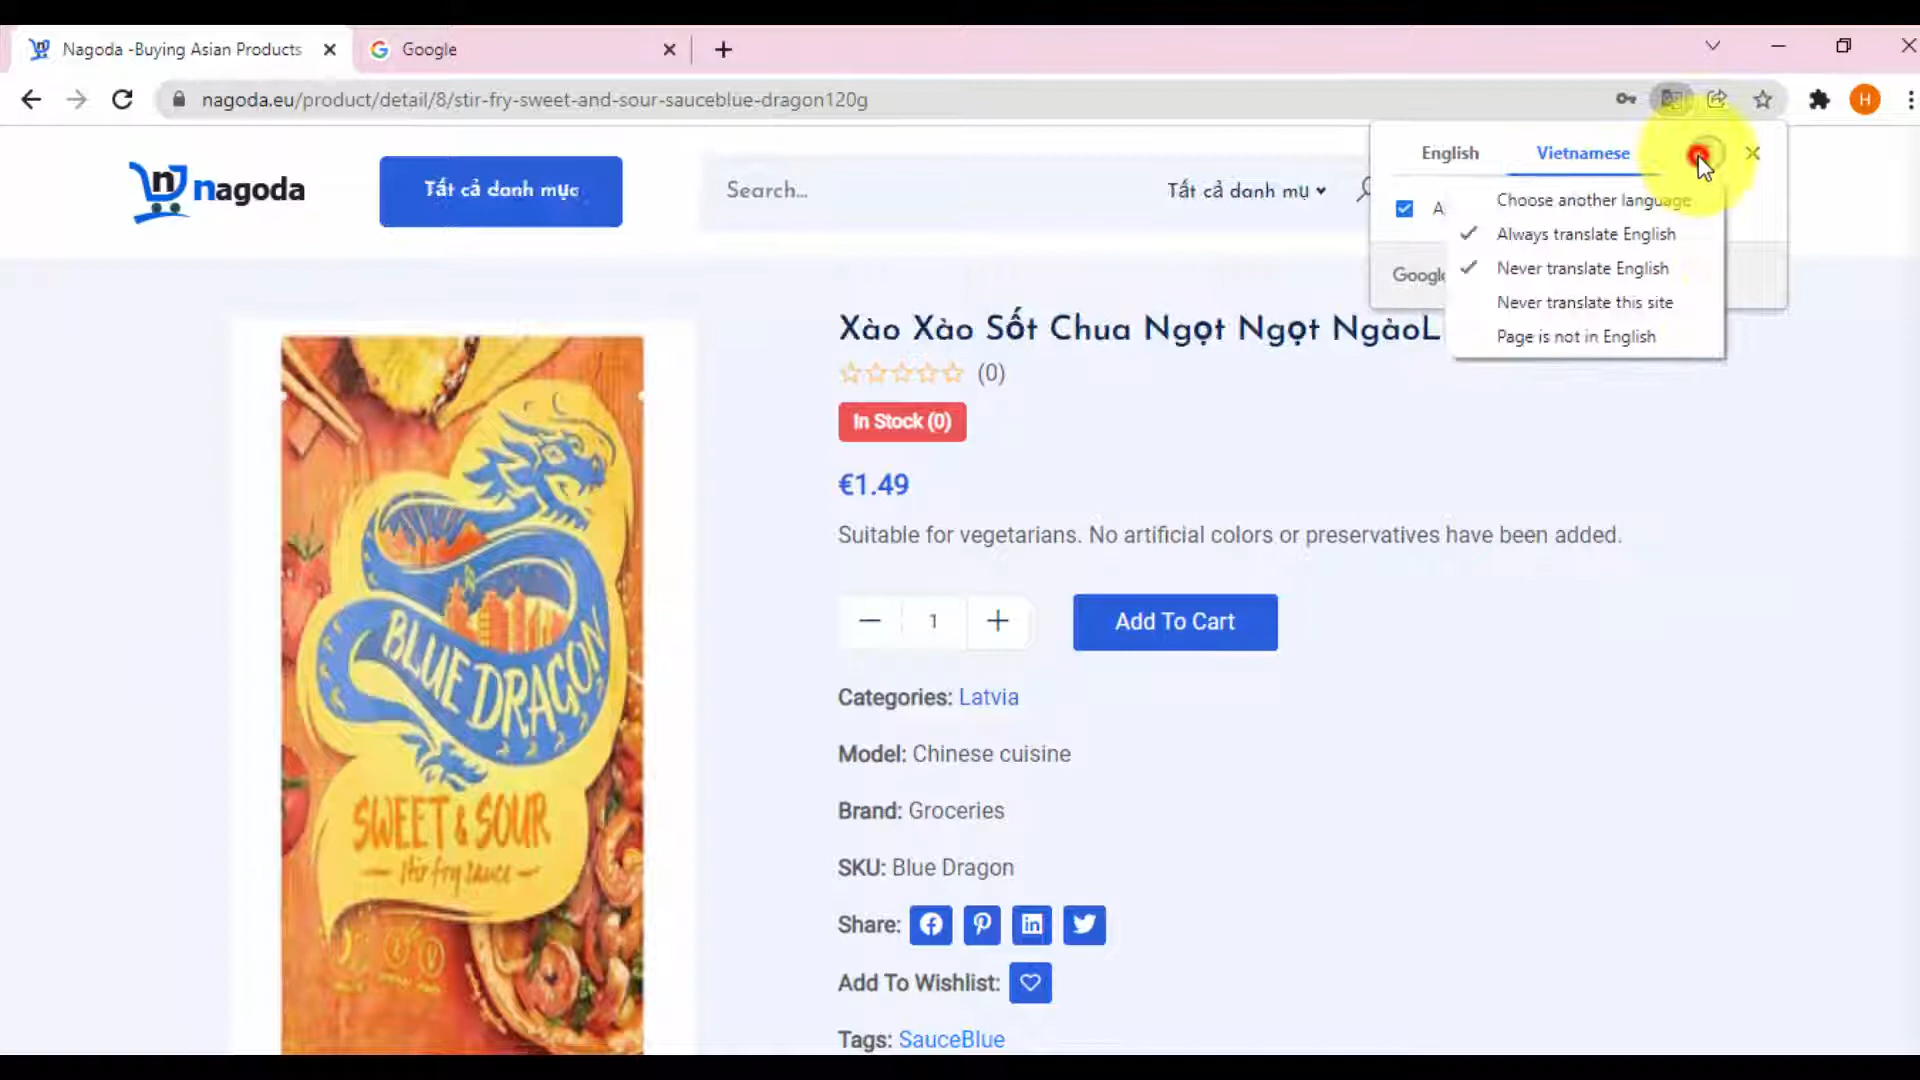 Nagoda -Buying Asian Products
Google
nagoda.eu/product/detail/8/stir-fry-sweet-and-sour-sauceblue-dragon120g
H
English
Vietnamese
n
nagoda
Tất cả danh mục
Search...
Tất cả danh mụ
A
Choose another language
Always translate English
Google
Never translate English
Never translate this site
Page is not in English
Xào Xào Sốt Chua Ngọt Ngọt NgàoL
(0)
In Stock (0)
€1.49
Suitable for vegetarians. No artificial colors or preservatives have been added.
1
Add To Cart
Categories: Latvia
Model: Chinese cuisine
Brand: Groceries
SKU: Blue Dragon
Share:
Add To Wishlist:
Tags: SauceBlue
BLUE DRAGON
SWEET & SOUR
stir fry sauce